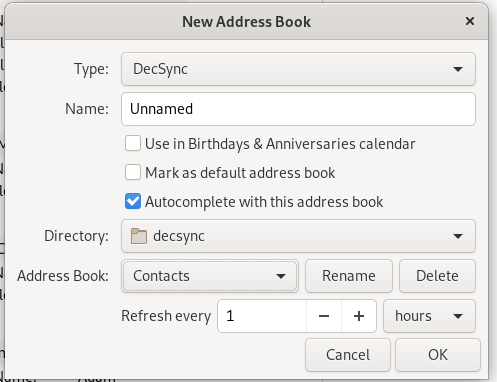 New Address Book
Type: DecSync
Name: Unnamed
Use in Birthdays & Anniversaries calendar
Mark as default address book
Autocomplete with this address book
Directory: decsync
Address Book: Contacts Rename Delete
Refresh every 1 hours
Cancel OK